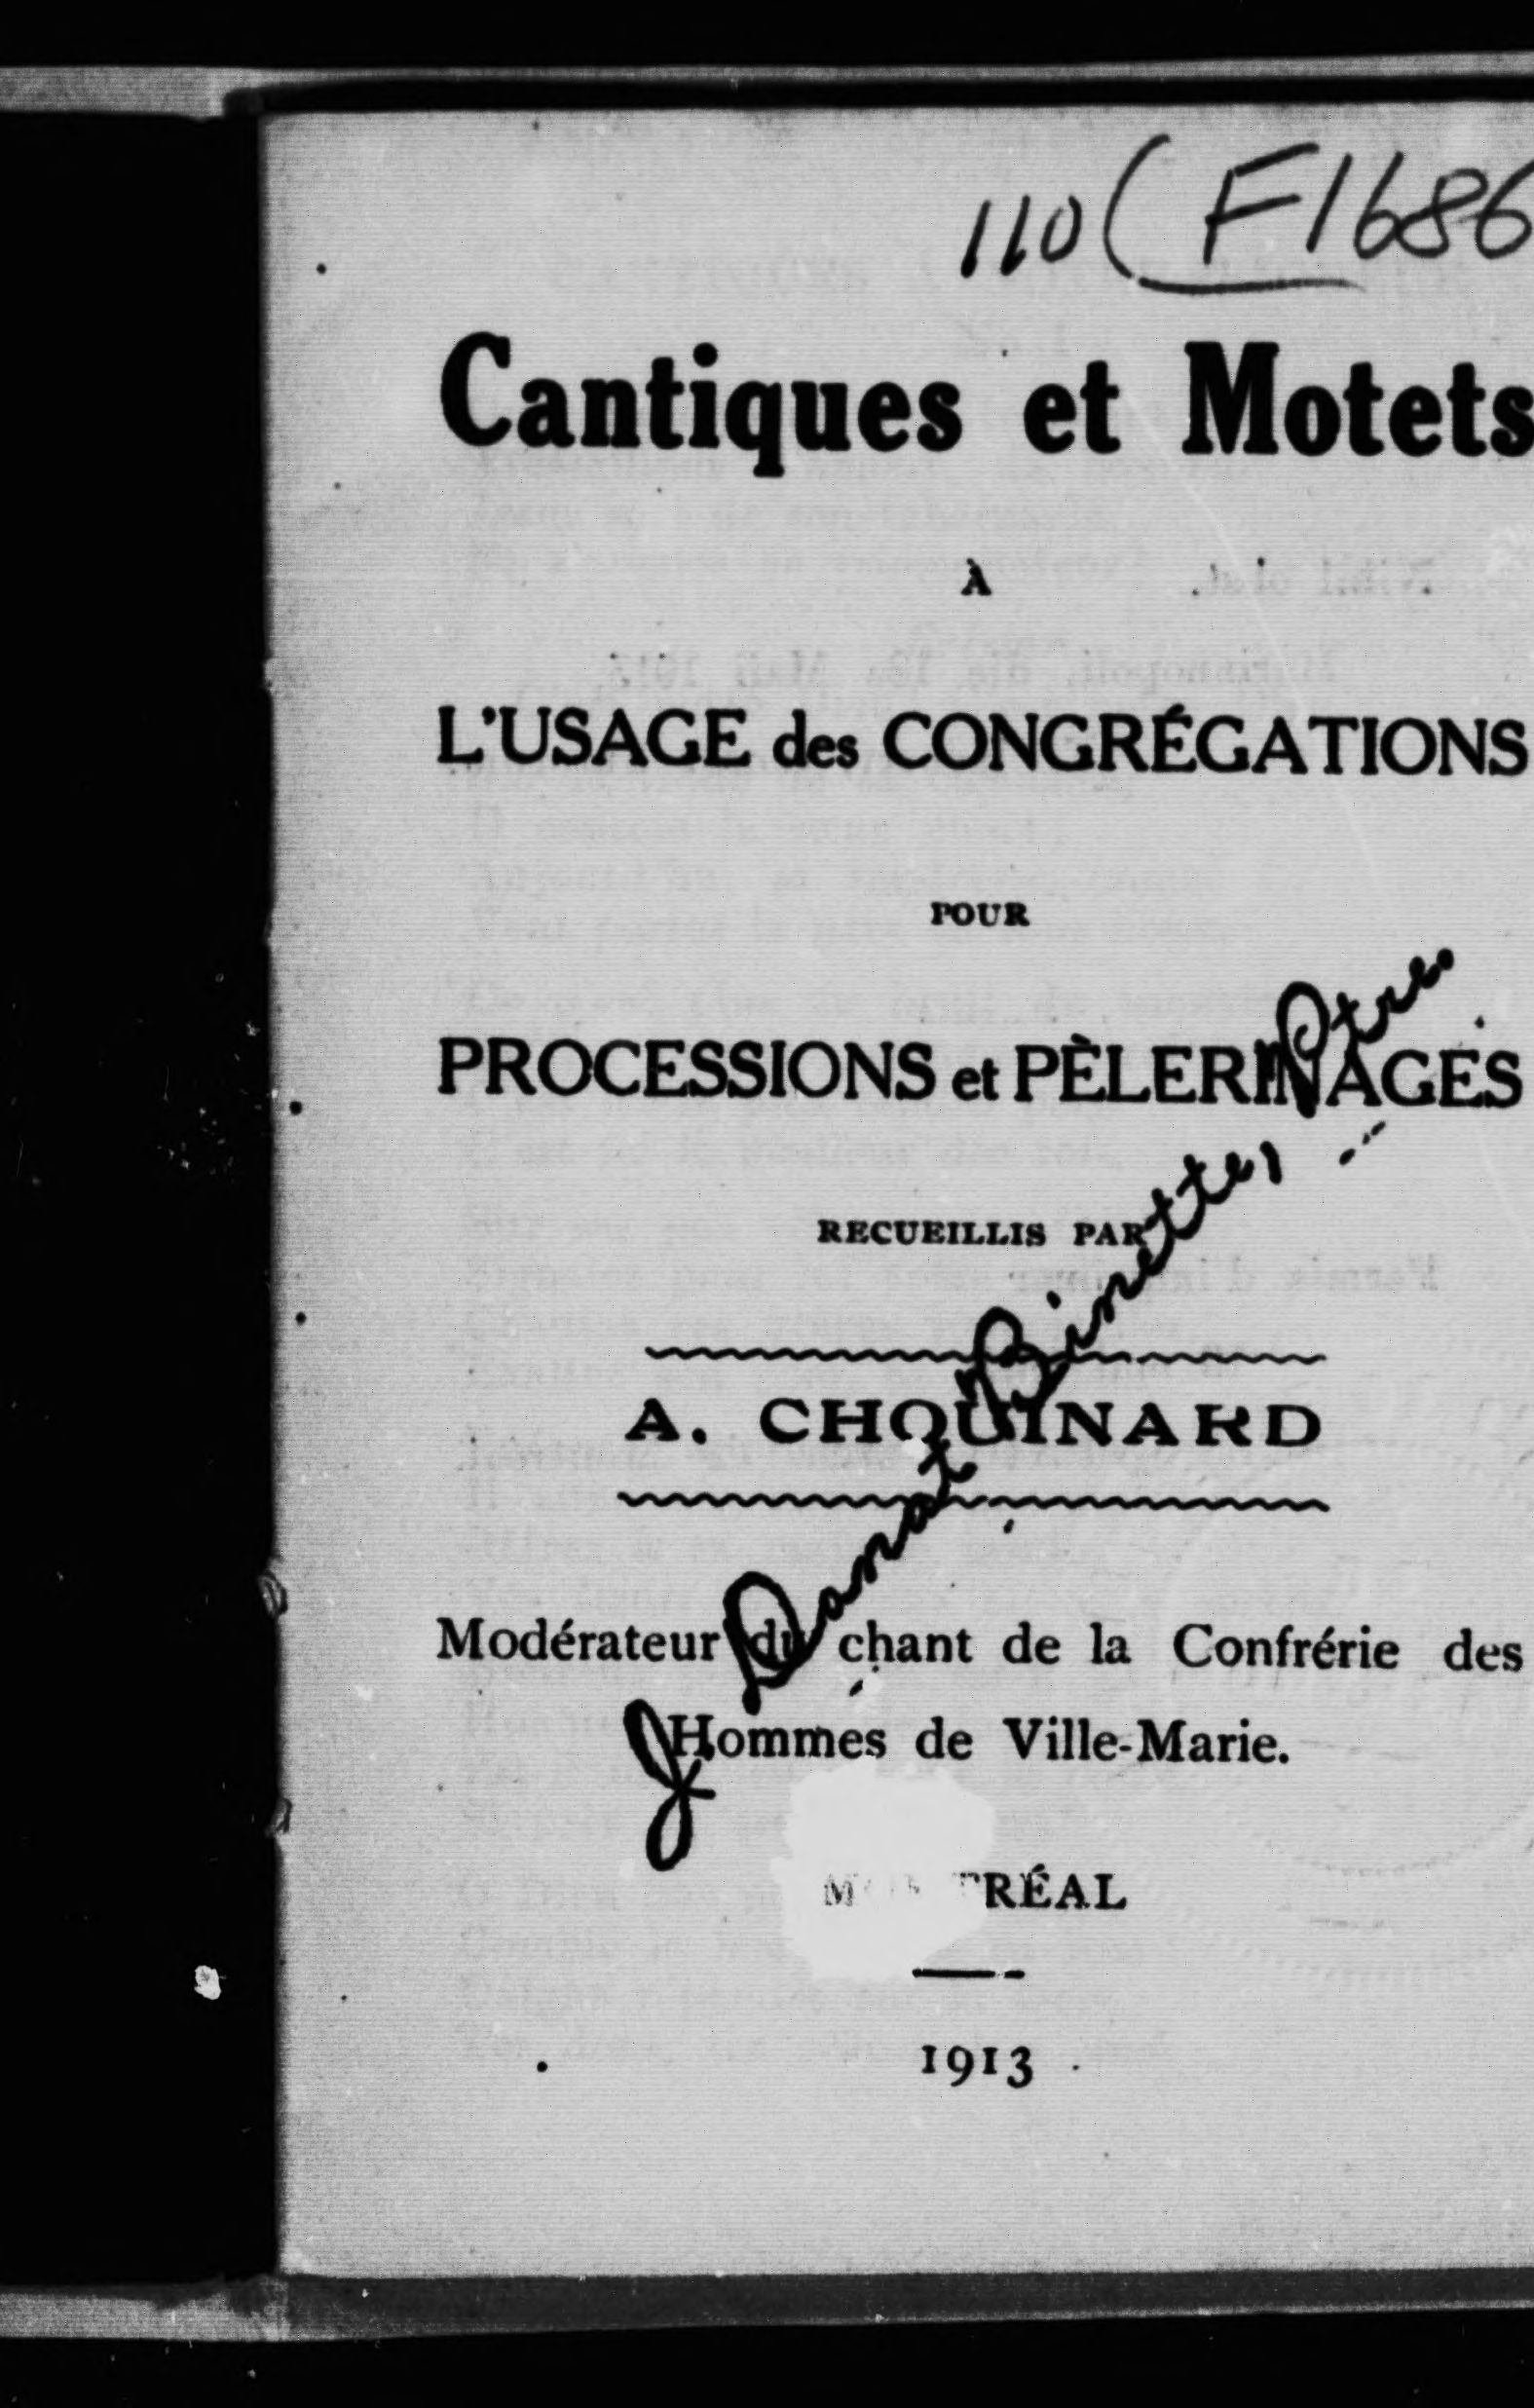 110 ( F1686
Cantiques et Motets
À
L'USAGE des CONGRÉGATIONS
POUR
PROCESSIONS et PÈLERINAGES
RECUEILLIS PAR
A. CHOUINARD
J Donat Binette, Ptre
Modérateur du chant de la Confrérie des
Hommes de Ville-Marie.
MONTRÉAL
1913